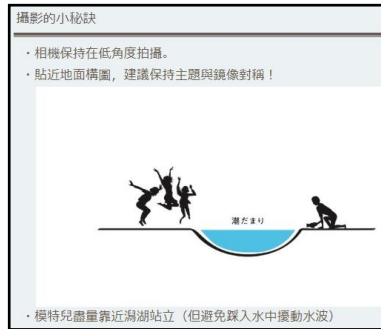 攝影的小秘訣
・相機保持在低角度拍攝。
・貼近地面構圖，建議保持主題與鏡像對稱！
潮だまり
・模特兒盡量靠近潟湖站立（但避免踩入水中擾動水波）